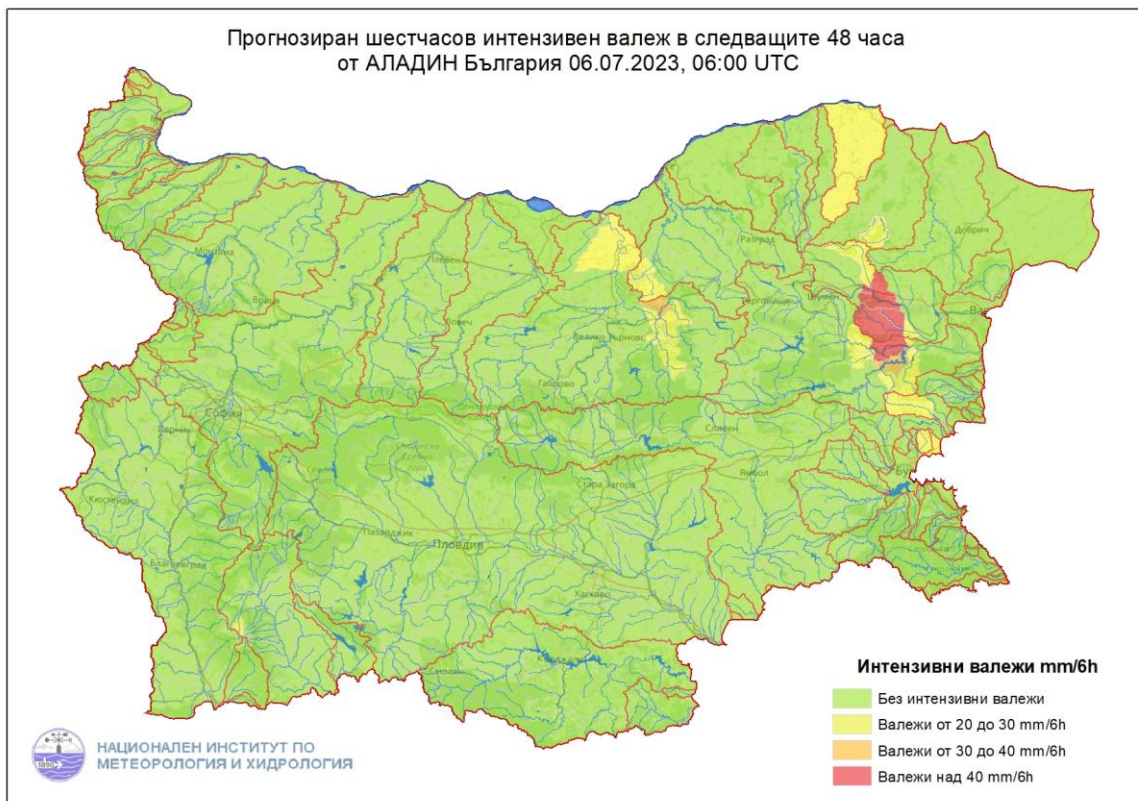 Прогнозиран шестчасов интензивен валеж в следващите 48 часа
от АЛАДИН България 06.07.2023, 06:00 UTC
Добрич
Разград
Монтана
Плевен
Враца
Ловеч
Търговище
Шумен
Велико Търново
Габрово
София
Перник
Сливен
Ямбол
Стара Загора
Кюстендил
Пазарджик
Пловдив
Благоевград
Хасково
Смолян
Интензивни валежи mm/6h
Без интензивни валежи
Валежи от 20 до 30 mm/6h
Валежи от 30 до 40 mm/6h
Валежи над 40 mm/6h
НАЦИОНАЛЕН ИНСТИТУТ ПО
МЕТЕОРОЛОГИЯ И ХИДРОЛОГИЯ
1890